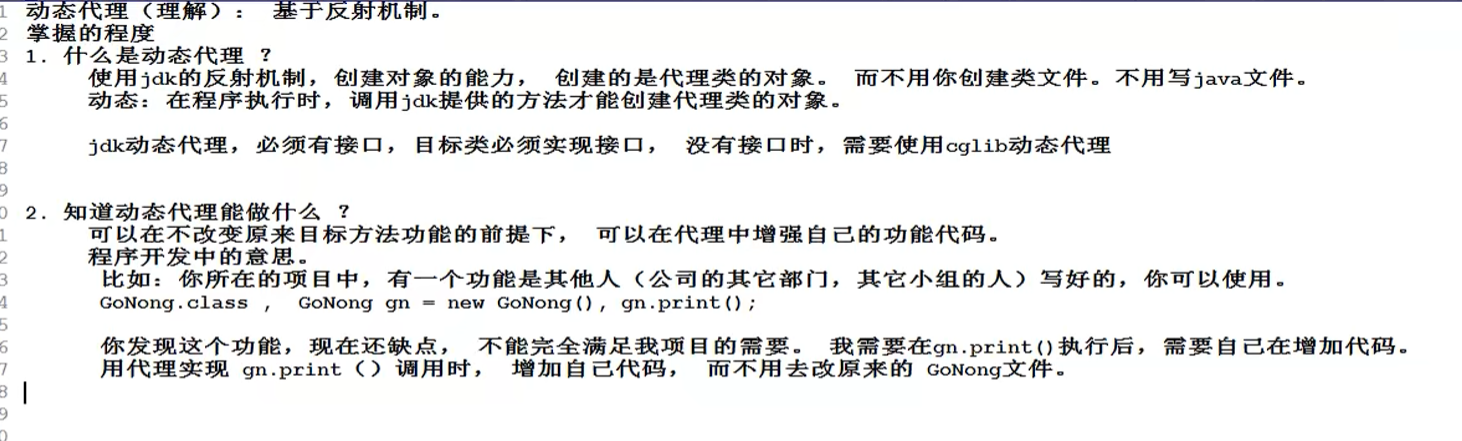 1 动态代理（理解）： 基于反射机制。
2 掌握的程度
3 1. 什么是动态代理 ？
4 使用jdk的反射机制，创建对象的能力， 创建的是代理类的对象。 而不用你创建类文件。不用写java文件。
5 动态：在程序执行时，调用jdk提供的方法才能创建代理类的对象。
6
7 jdk动态代理，必须有接口，目标类必须实现接口， 没有接口时，需要使用cglib动态代理
8
9
0 2. 知道动态代理能做什么 ？
1 可以在不改变原来目标方法功能的前提下， 可以在代理中增强自己的功能代码。
2 程序开发中的意思。
3 比如：你所在的项目中，有一个功能是其他人（公司的其它部门，其它小组的人）写好的，你可以使用。
4 GoNong.class , GoNong gn = new GoNong(), gn.print();
5
6 你发现这个功能，现在还缺点， 不能完全满足我项目的需要。 我需要在gn.print()执行后，需要自己在增加代码。
7 用代理实现 gn.print（）调用时， 增加自己代码， 而不用去改原来的 GoNong文件。
8
9
0